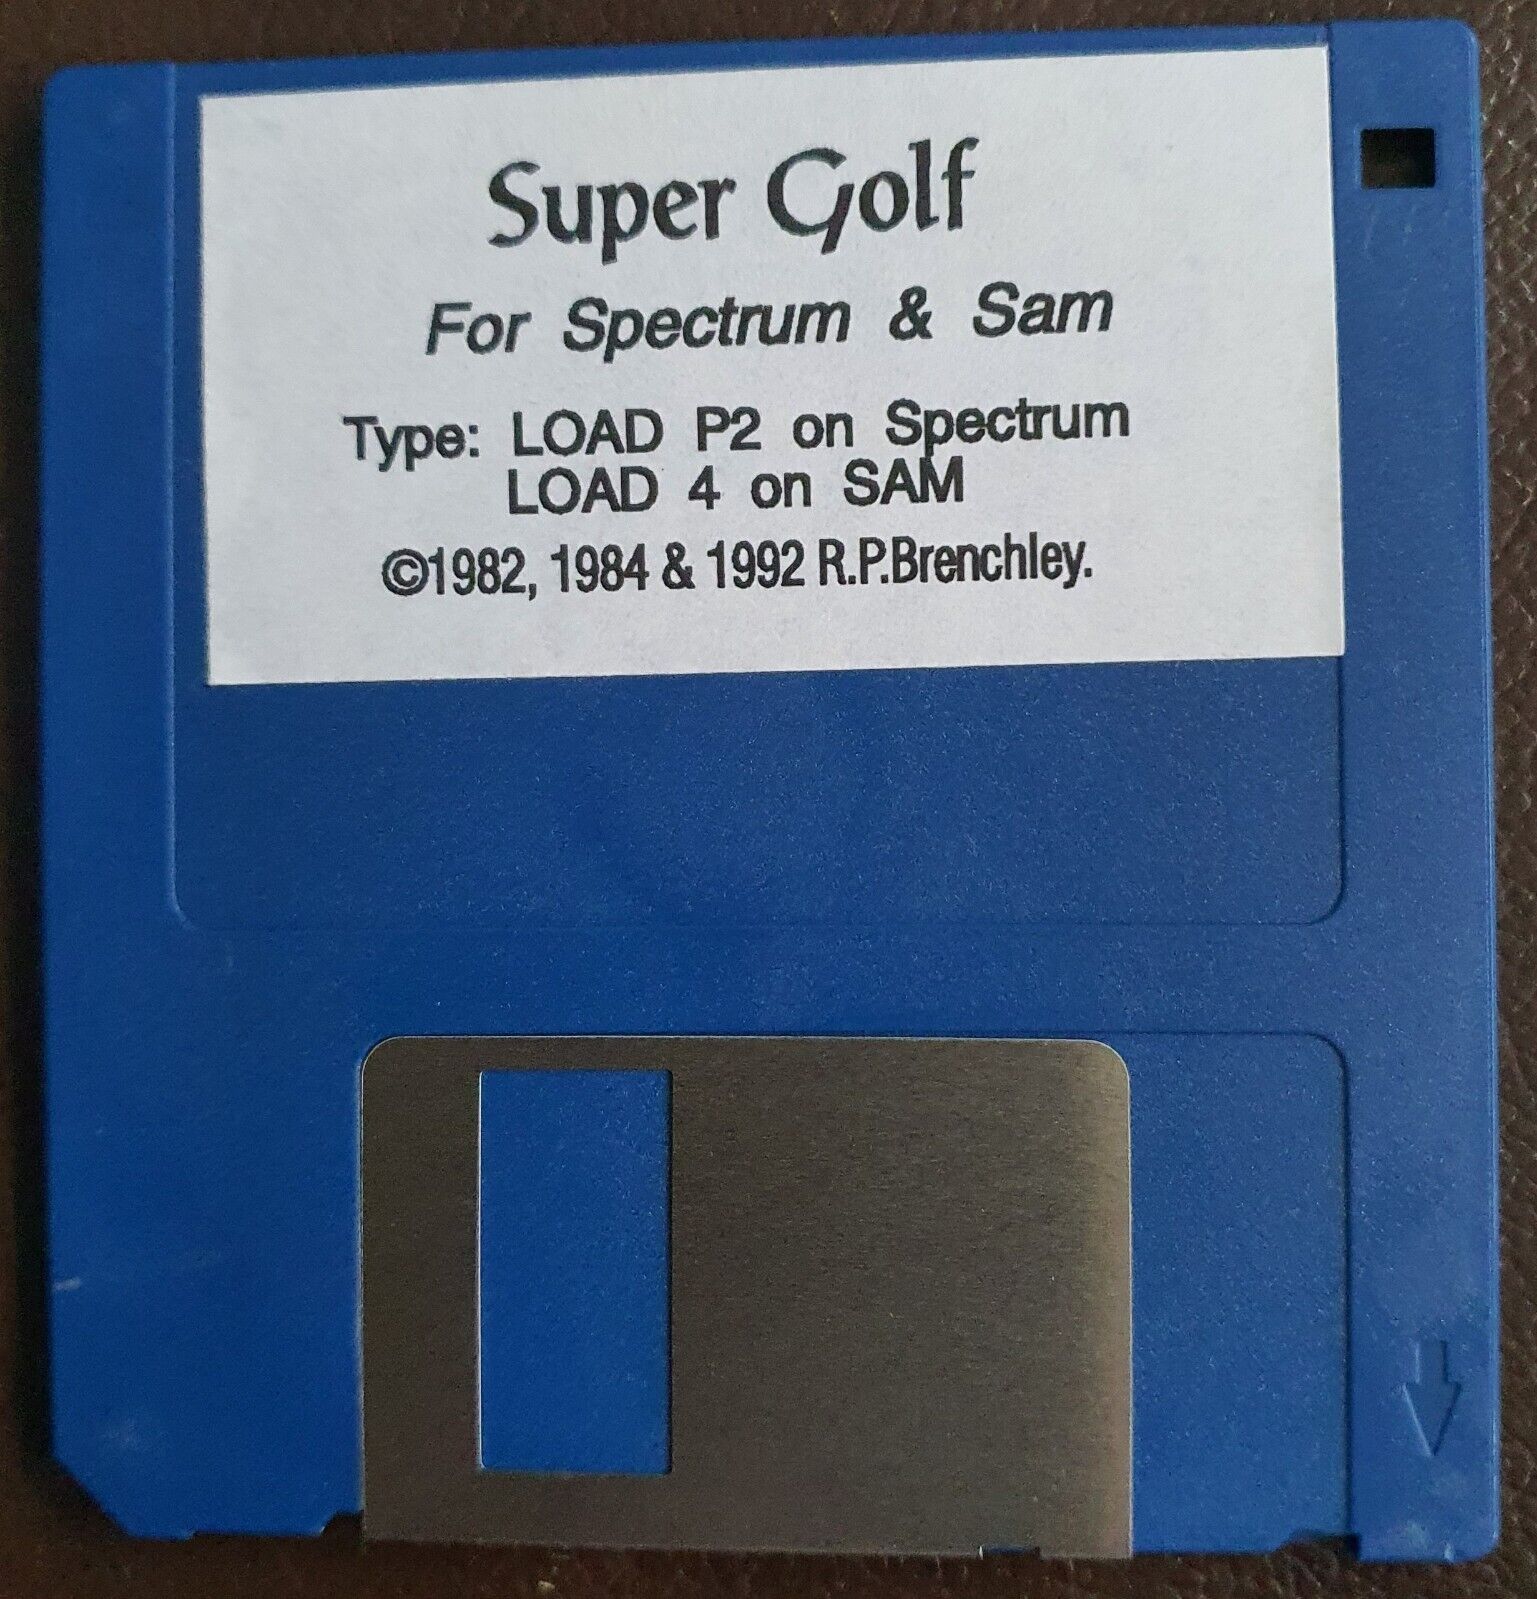 Super Golf
For Spectrum & Sam
Type: LOAD P2 on Spectrum
LOAD 4 on SAM
©1982, 1984 & 1992 R.P.Brenchley.